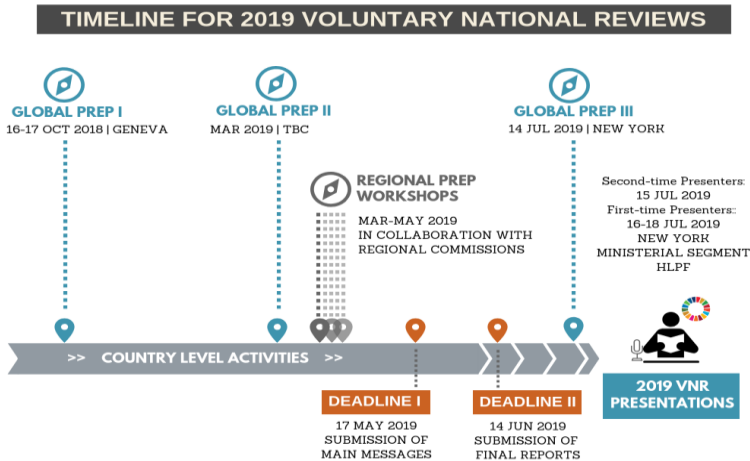 TIMELINE FOR 2019 VOLUNTARY NATIONAL REVIEWS
GLOBAL PREP I
16-17 OCT 2018 | GENEVA
GLOBAL PREP II
MAR 2019 | TBC
GLOBAL PREP III
14 JUL 2019 | NEW YORK
REGIONAL PREP
WORKSHOPS
MAR-MAY 2019
IN COLLABORATION WITH
REGIONAL COMMISSIONS
Second-time Presenters:
15 JUL 2019
First-time Presenters::
16-18 JUL 2019
NEW YORK
MINISTERIAL SEGMENT
HLPF
>> COUNTRY LEVEL ACTIVITIES >>
DEADLINE I
17 MAY 2019
SUBMISSION OF
MAIN MESSAGES
DEADLINE II
14 JUN 2019
SUBMISSION OF
FINAL REPORTS
2019 VNR
PRESENTATIONS